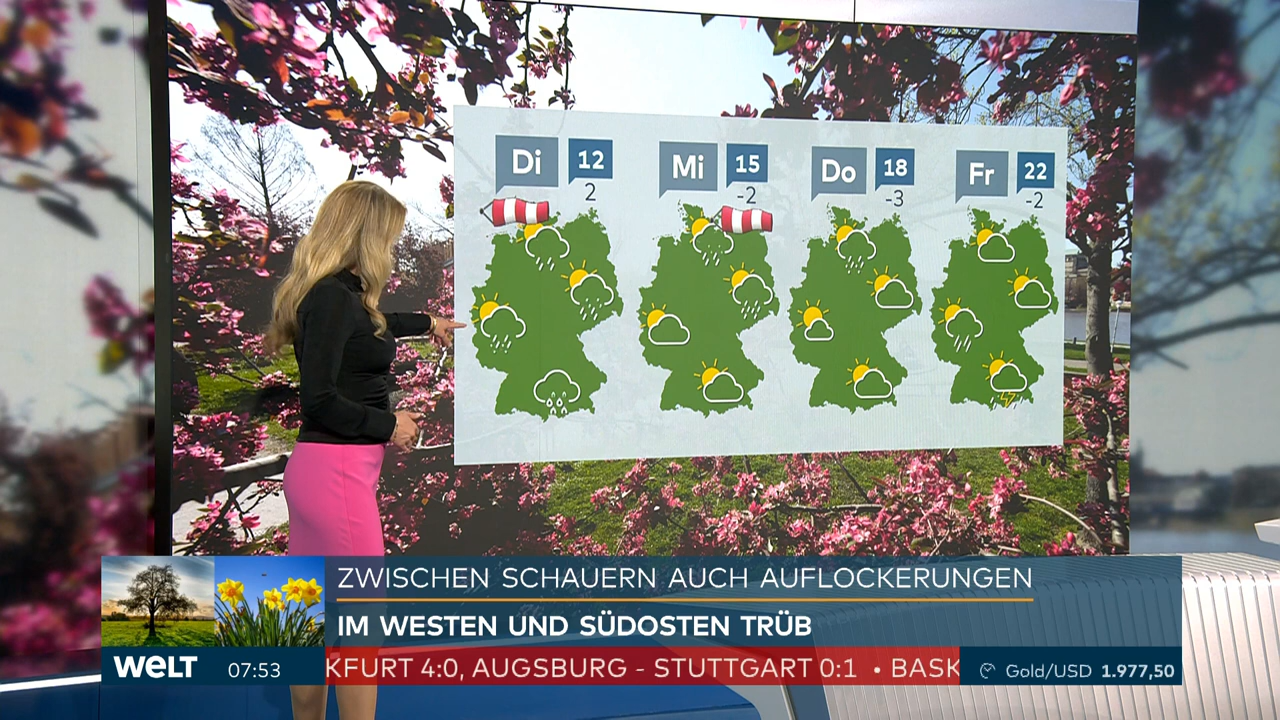 Di 12
2
Mi 15
-2
Do 18
-3
Fr 22
-2
ZWISCHEN SCHAUERN AUCH AUFLOCKERUNGEN
IM WESTEN UND SÜDOSTEN TRÜB
WELT 07:53 KFURT 4:0, AUGSBURG - STUTTGART 0:1 • BASK Gold/USD 1.977,50